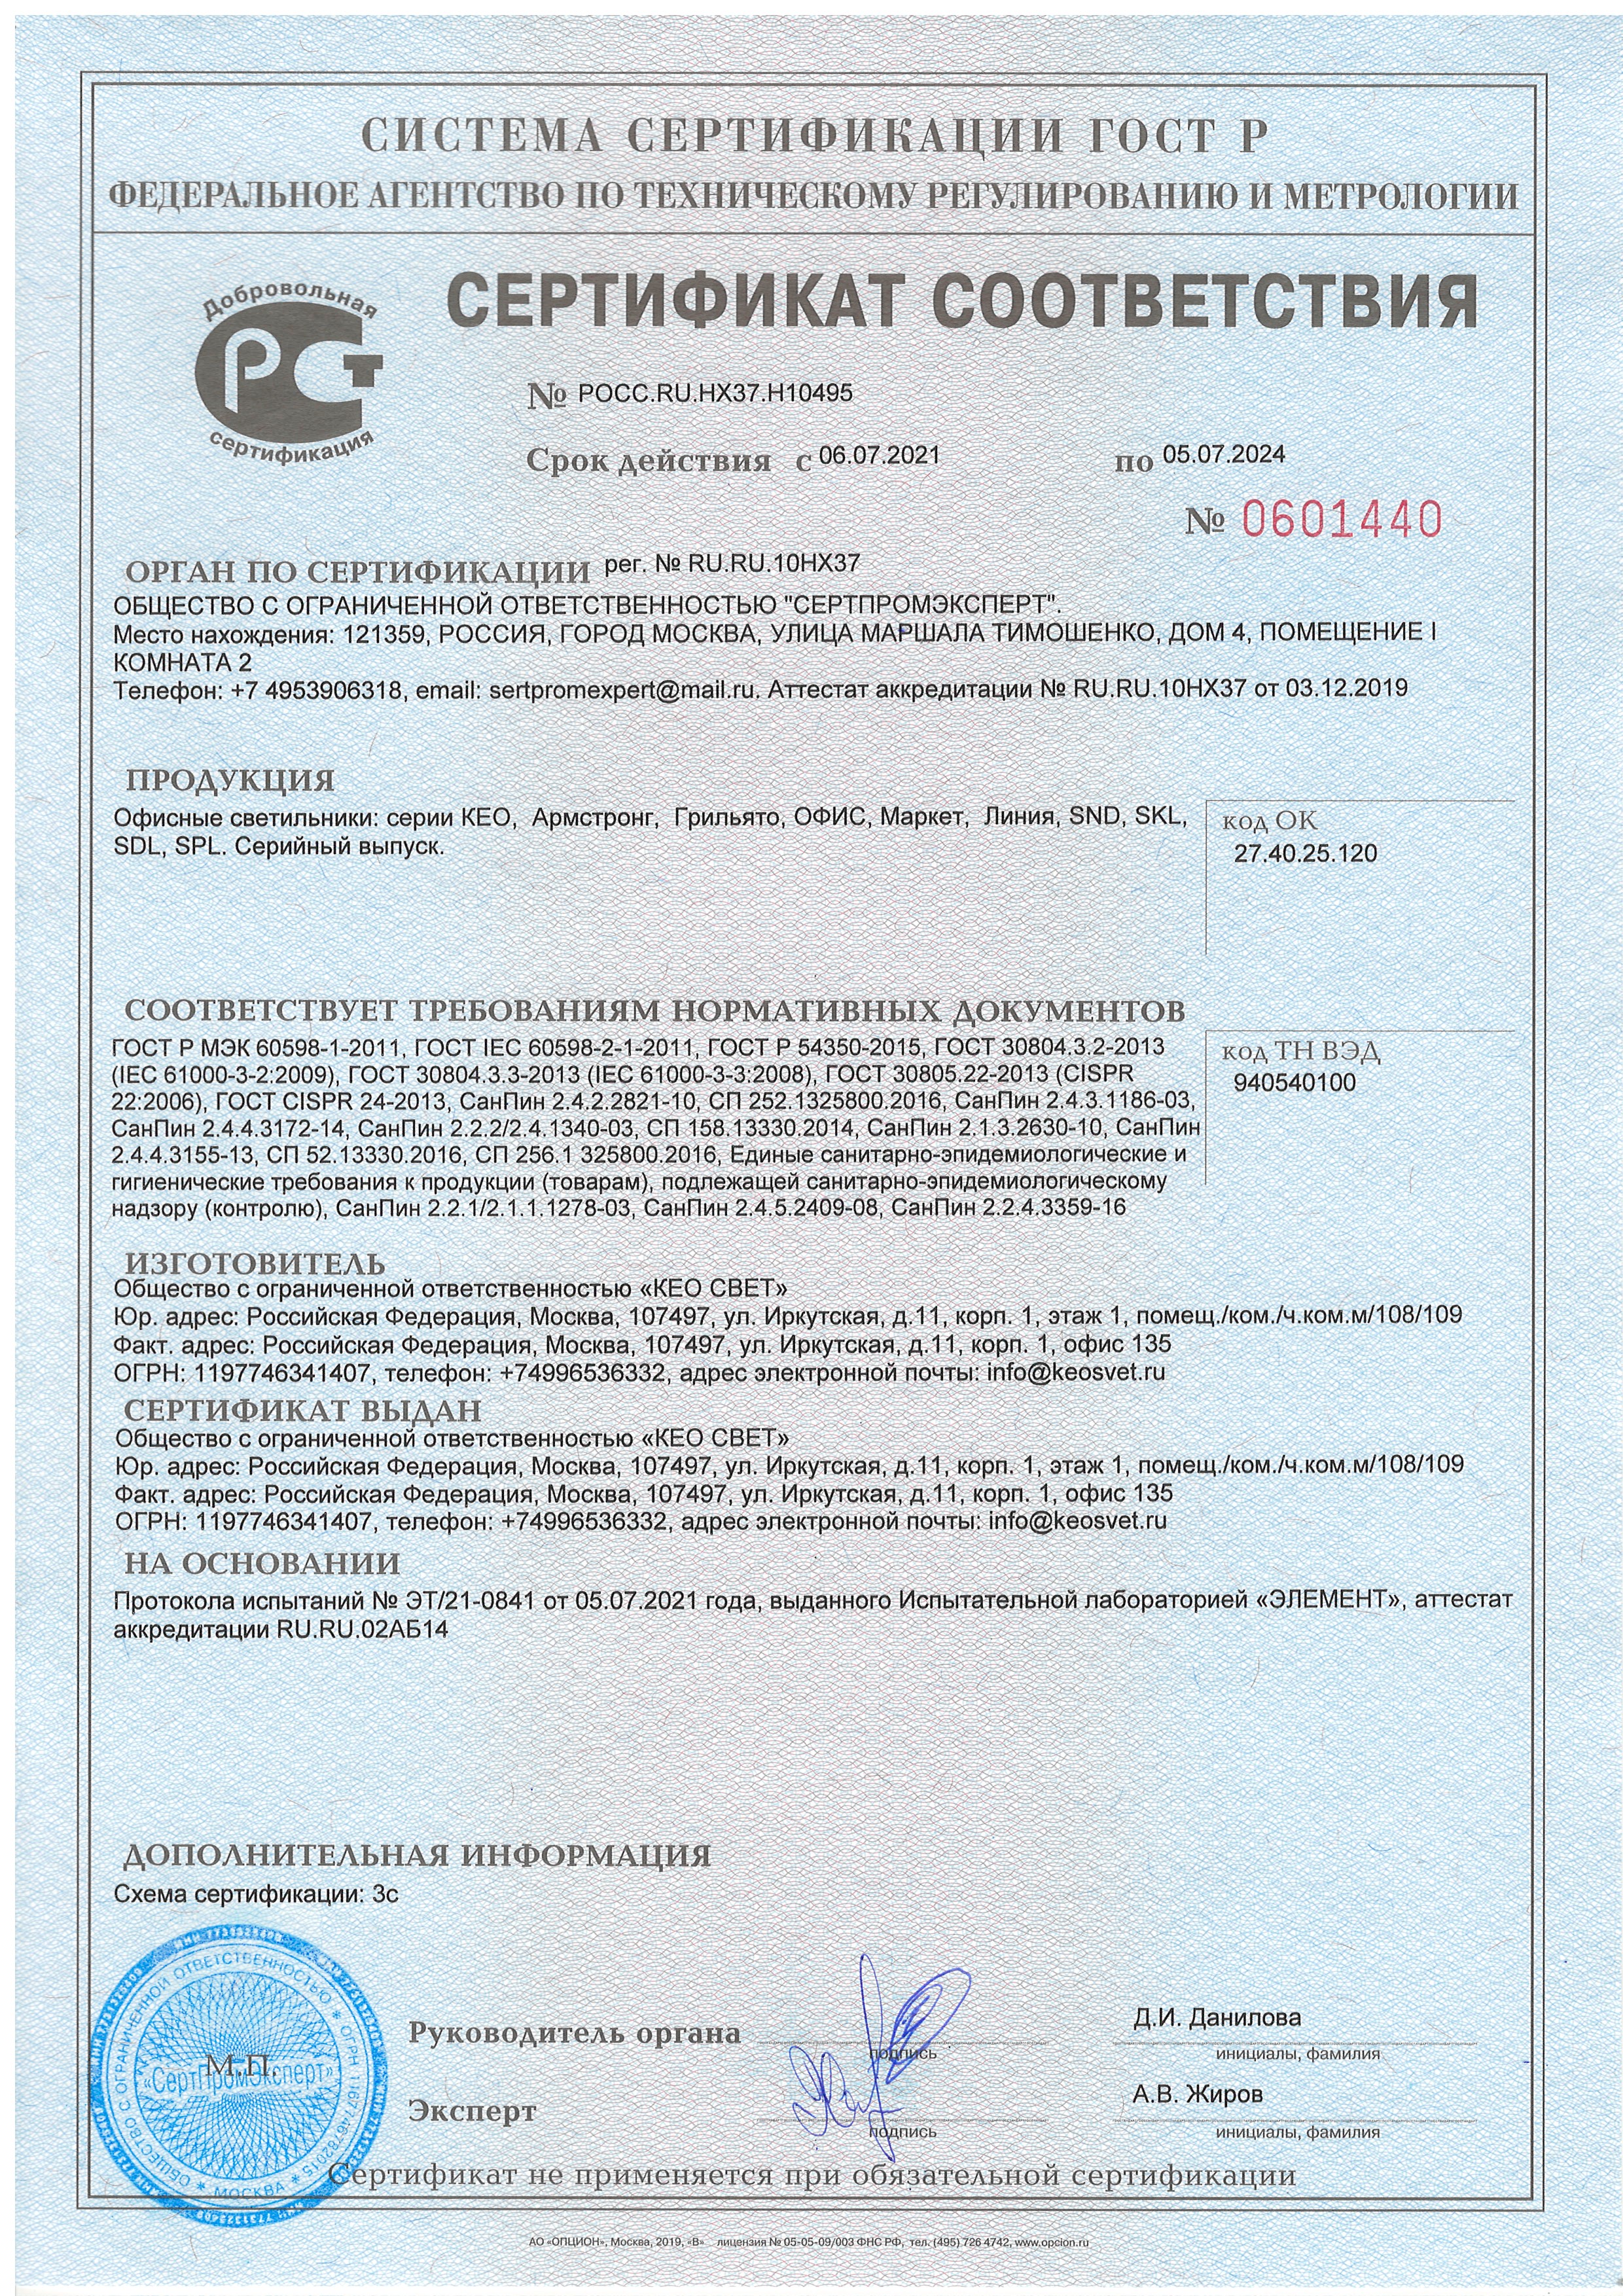 СИСТЕМА СЕРТИФИКАЦИИ ГОСТ Р
ФЕДЕРАЛЬНОЕ АГЕНТСТВО ПО ТЕХНИЧЕСКОМУ РЕГУЛИРОВАНИЮ И МЕТРОЛОГИИ
Добровольная
РСТ
сертификация
СЕРТИФИКАТ СООТВЕТСТВИЯ
№ РОСС.RU.НХ37.Н10495
Срок действия с 06.07.2021 по 05.07.2024
№ 0601440
ОРГАН ПО СЕРТИФИКАЦИИ рег. № RU.RU.10НХ37
ОБЩЕСТВО С ОГРАНИЧЕННОЙ ОТВЕТСТВЕННОСТЬЮ "СЕРТПРОМЭКСПЕРТ".
Место нахождения: 121359, РОССИЯ, ГОРОД МОСКВА, УЛИЦА МАРШАЛА ТИМОШЕНКО, ДОМ 4, ПОМЕЩЕНИЕ I
КОМНАТА 2
Телефон: +7 4953906318, email: sertpromexpert@mail.ru. Аттестат аккредитации № RU.RU.10НХ37 от 03.12.2019
ПРОДУКЦИЯ
Офисные светильники: серии КЕО, Армстронг, Грильято, ОФИС, Маркет, Линия, SND, SKL,
SDL, SPL. Серийный выпуск.
код ОК
27.40.25.120
СООТВЕТСТВУЕТ ТРЕБОВАНИЯМ НОРМАТИВНЫХ ДОКУМЕНТОВ
ГОСТ Р МЭК 60598-1-2011, ГОСТ IEC 60598-2-1-2011, ГОСТ Р 54350-2015, ГОСТ 30804.3.2-2013
(IEC 61000-3-2:2009), ГОСТ 30804.3.3-2013 (IEC 61000-3-3:2008), ГОСТ 30805.22-2013 (CISPR
22:2006), ГОСТ CISPR 24-2013, СанПин 2.4.2.2821-10, СП 252.1325800.2016, СанПин 2.4.3.1186-03,
СанПин 2.4.4.3172-14, СанПин 2.2.2/2.4.1340-03, СП 158.13330.2014, СанПин 2.1.3.2630-10, СанПин
2.4.4.3155-13, СП 52.13330.2016, СП 256.1 325800.2016, Единые санитарно-эпидемиологические и
гигиенические требования к продукции (товарам), подлежащей санитарно-эпидемиологическому
надзору (контролю), СанПин 2.2.1/2.1.1.1278-03, СанПин 2.4.5.2409-08, СанПин 2.2.4.3359-16
код ТН ВЭД
940540100
ИЗГОТОВИТЕЛЬ
Общество с ограниченной ответственностью «КЕО СВЕТ»
Юр. адрес: Российская Федерация, Москва, 107497, ул. Иркутская, д.11, корп. 1, этаж 1, помещ./ком./ч.ком.м/108/109
Факт. адрес: Российская Федерация, Москва, 107497, ул. Иркутская, д.11, корп. 1, офис 135
ОГРН: 1197746341407, телефон: +74996536332, адрес электронной почты: info@keosvet.ru
СЕРТИФИКАТ ВЫДАН
Общество с ограниченной ответственностью «КЕО СВЕТ»
Юр. адрес: Российская Федерация, Москва, 107497, ул. Иркутская, д.11, корп. 1, этаж 1, помещ./ком./ч.ком.м/108/109
Факт. адрес: Российская Федерация, Москва, 107497, ул. Иркутская, д.11, корп. 1, офис 135
ОГРН: 1197746341407, телефон: +74996536332, адрес электронной почты: info@keosvet.ru
НА ОСНОВАНИИ
Протокола испытаний № ЭТ/21-0841 от 05.07.2021 года, выданного Испытательной лабораторией «ЭЛЕМЕНТ», аттестат
аккредитации RU.RU.02АБ14
ДОПОЛНИТЕЛЬНАЯ ИНФОРМАЦИЯ
Схема сертификации: 3с
ОБЩЕСТВО С ОГРАНИЧЕННОЙ ОТВЕТСТВЕННОСТЬЮ
МОСКВА
«СертПромЭксперт»
М.П.
Руководитель органа
подпись
Д.И. Данилова
инициалы, фамилия
Эксперт
подпись
А.В. Жиров
инициалы, фамилия
Сертификат не применяется при обязательной сертификации
АО «ОПЦИОН», Москва, 2019, «В» лицензия № 05-05-09/003 ФНС РФ, тел. (495) 726 4742, www.opcion.ru